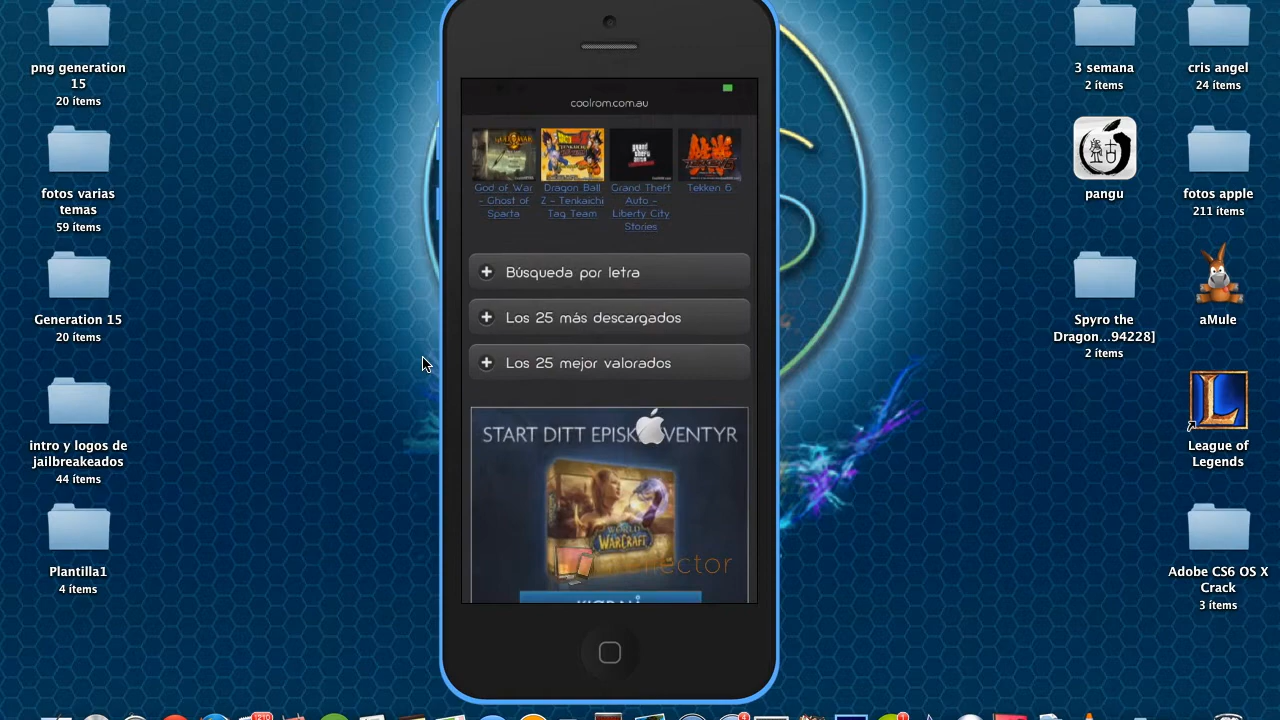 png generation
15
20 items
fotos varias
temas
59 items
Generation 15
20 items
intro y logos de
jailbreakeados
44 items
Plantilla1
4 items
coolrom.com.au
God of War
- Ghost of
Sparta
Dragon Ball
Z - Tenkaichi
Tag Team
Grand Theft
Auto -
Liberty City
Stories
Tekken 6
Búsqueda por letra
Los 25 más descargados
Los 25 mejor valorados
START DITT EPISK VENTYR
WORLD
WARCRAFT
3 semana
2 items
pangu
Spyro the
Dragon...94228]
2 items
cris angel
24 items
fotos apple
211 items
aMule
League of
Legends
Adobe CS6 OS X
Crack
3 items